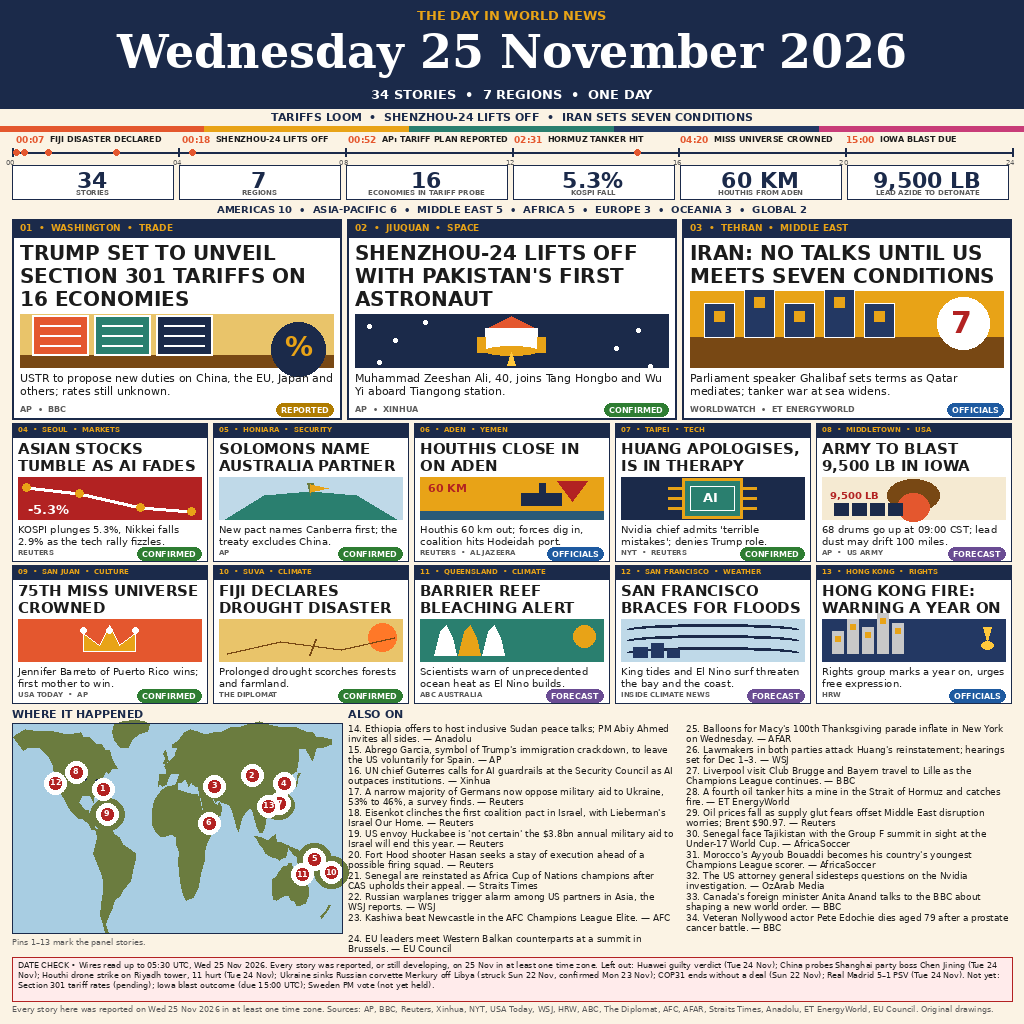 THE DAY IN WORLD NEWS
Wednesday 25 November 2026
34 STORIES • 7 REGIONS • ONE DAY
TARIFFS LOOM • SHENZHOU-24 LIFTS OFF • IRAN SETS SEVEN CONDITIONS
00:07 FIJI DISASTER DECLARED
00:18 SHENZHOU-24 LIFTS OFF
00:52 AP: TARIFF PLAN REPORTED
02:31 HORMUZ TANKER HIT
04:20 MISS UNIVERSE CROWNED
15:00 IOWA BLAST DUE
00 04 08 12 16 20 24
34
STORIES
7
REGIONS
16
ECONOMIES IN TARIFF PROBE
5.3%
KOSPI FALL
60 KM
HOUTHIS FROM ADEN
9,500 LB
LEAD AZIDE TO DETONATE
AMERICAS 10 • ASIA-PACIFIC 6 • MIDDLE EAST 5 • AFRICA 5 • EUROPE 3 • OCEANIA 3 • GLOBAL 2
01 • WASHINGTON • TRADE
TRUMP SET TO UNVEIL
SECTION 301 TARIFFS ON
16 ECONOMIES
%
USTR to propose new duties on China, the EU, Japan and
others; rates still unknown.
AP • BBC
REPORTED
02 • JIUQUAN • SPACE
SHENZHOU-24 LIFTS OFF
WITH PAKISTAN'S FIRST
ASTRONAUT
Muhammad Zeeshan Ali, 40, joins Tang Hongbo and Wu
Yi aboard Tiangong station.
AP • XINHUA
CONFIRMED
03 • TEHRAN • MIDDLE EAST
IRAN: NO TALKS UNTIL US
MEETS SEVEN CONDITIONS
7
Parliament speaker Ghalibaf sets terms as Qatar
mediates; tanker war at sea widens.
WORLDWATCH • ET ENERGYWORLD
OFFICIALS
04 • SEOUL • MARKETS
ASIAN STOCKS
TUMBLE AS AI FADES
-5.3%
KOSPI plunges 5.3%, Nikkei falls
2.9% as the tech rally fizzles.
REUTERS
CONFIRMED
05 • HONIARA • SECURITY
SOLOMONS NAME
AUSTRALIA PARTNER
New pact names Canberra first; the
treaty excludes China.
AP
CONFIRMED
06 • ADEN • YEMEN
HOUTHIS CLOSE IN
ON ADEN
60 KM
Houthis 60 km out; forces dig in,
coalition hits Hodeidah port.
REUTERS • AL JAZEERA
OFFICIALS
07 • TAIPEI • TECH
HUANG APOLOGISES,
IS IN THERAPY
AI
Nvidia chief admits 'terrible
mistakes'; denies Trump role.
NYT • REUTERS
CONFIRMED
08 • MIDDLETOWN • USA
ARMY TO BLAST
9,500 LB IN IOWA
9,500 LB
68 drums go up at 09:00 CST; lead
dust may drift 100 miles.
AP • US ARMY
FORECAST
09 • SAN JUAN • CULTURE
75TH MISS UNIVERSE
CROWNED
Jennifer Barreto of Puerto Rico wins;
first mother to win.
USA TODAY • AP
CONFIRMED
10 • SUVA • CLIMATE
FIJI DECLARES
DROUGHT DISASTER
Prolonged drought scorches forests
and farmland.
THE DIPLOMAT
CONFIRMED
11 • QUEENSLAND • CLIMATE
BARRIER REEF
BLEACHING ALERT
Scientists warn of unprecedented
ocean heat as El Nino builds.
ABC AUSTRALIA
FORECAST
12 • SAN FRANCISCO • WEATHER
SAN FRANCISCO
BRACES FOR FLOODS
King tides and El Nino surf threaten
the bay and the coast.
INSIDE CLIMATE NEWS
FORECAST
13 • HONG KONG • RIGHTS
HONG KONG FIRE:
WARNING A YEAR ON
Rights group marks a year on, urges
free expression.
HRW
OFFICIALS
WHERE IT HAPPENED
12 8 1 9 3 2 4 13 7 6 5 11 10
Pins 1–13 mark the panel stories.
ALSO ON
14. Ethiopia offers to host inclusive Sudan peace talks; PM Abiy Ahmed
invites all sides. — Anadolu
15. Abrego Garcia, symbol of Trump's immigration crackdown, to leave
the US voluntarily for Spain. — AP
16. UN chief Guterres calls for AI guardrails at the Security Council as AI
outpaces institutions. — Xinhua
17. A narrow majority of Germans now oppose military aid to Ukraine,
53% to 46%, a survey finds. — Reuters
18. Eisenkot clinches the first coalition pact in Israel, with Lieberman's
Israel Our Home. — Reuters
19. US envoy Huckabee is 'not certain' the $3.8bn annual military aid to
Israel will end this year. — Reuters
20. Fort Hood shooter Hasan seeks a stay of execution ahead of a
possible firing squad. — Reuters
21. Senegal are reinstated as Africa Cup of Nations champions after
CAS upholds their appeal. — Straits Times
22. Russian warplanes trigger alarm among US partners in Asia, the
WSJ reports. — WSJ
23. Kashiwa beat Newcastle in the AFC Champions League Elite. — AFC
24. EU leaders meet Western Balkan counterparts at a summit in
Brussels. — EU Council
25. Balloons for Macy's 100th Thanksgiving parade inflate in New York
on Wednesday. — AFAR
26. Lawmakers in both parties attack Huang's reinstatement; hearings
set for Dec 1–3. — WSJ
27. Liverpool visit Club Brugge and Bayern travel to Lille as the
Champions League continues. — BBC
28. A fourth oil tanker hits a mine in the Strait of Hormuz and catches
fire. — ET EnergyWorld
29. Oil prices fall as supply glut fears offset Middle East disruption
worries; Brent $90.97. — Reuters
30. Senegal face Tajikistan with the Group F summit in sight at the
Under-17 World Cup. — AfricaSoccer
31. Morocco's Ayyoub Bouaddi becomes his country's youngest
Champions League scorer. — AfricaSoccer
32. The US attorney general sidesteps questions on the Nvidia
investigation. — OzArab Media
33. Canada's foreign minister Anita Anand talks to the BBC about
shaping a new world order. — BBC
34. Veteran Nollywood actor Pete Edochie dies aged 79 after a prostate
cancer battle. — BBC
DATE CHECK • Wires read up to 05:30 UTC, Wed 25 Nov 2026. Every story was reported, or still developing, on 25 Nov in at least one time zone. Left out: Huawei guilty verdict (Tue 24 Nov); China probes Shanghai party boss Chen Jining (Tue 24
Nov); Houthi drone strike on Riyadh tower, 11 hurt (Tue 24 Nov); Ukraine sinks Russian corvette Merkury off Libya (struck Sun 22 Nov, confirmed Mon 23 Nov); COP31 ends without a deal (Sun 22 Nov); Real Madrid 5–1 PSV (Tue 24 Nov). Not yet:
Section 301 tariff rates (pending); Iowa blast outcome (due 15:00 UTC); Sweden PM vote (not yet held).
Every story here was reported on Wed 25 Nov 2026 in at least one time zone. Sources: AP, BBC, Reuters, Xinhua, NYT, USA Today, WSJ, HRW, ABC, The Diplomat, AFC, AFAR, Straits Times, Anadolu, ET EnergyWorld, EU Council. Original drawings.